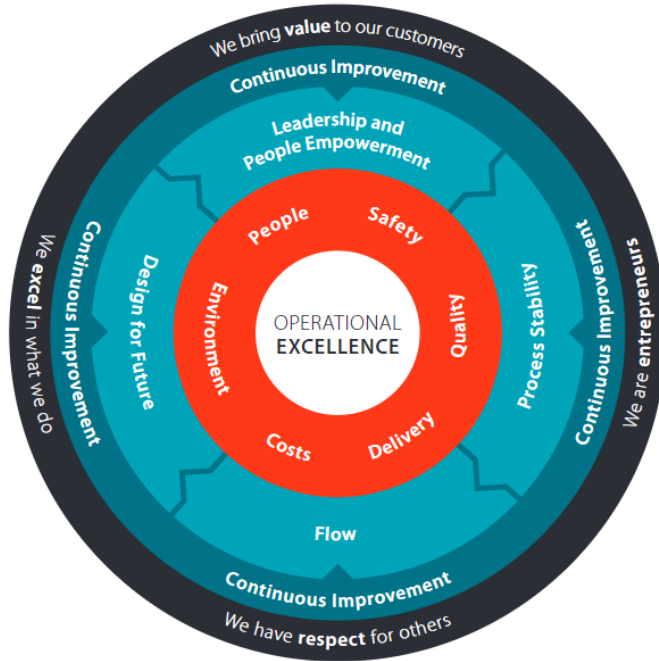 We bring value to our customers
Continuous Improvement
Leadership and
People Empowerment
People
Safety
We excel in what we do
Continuous Improvement
Design for Future
Environment
OPERATIONAL
EXCELLENCE
Quality
Process Stability
Continuous Improvement
We are entrepreneurs
Costs
Delivery
Flow
Continuous Improvement
We have respect for others